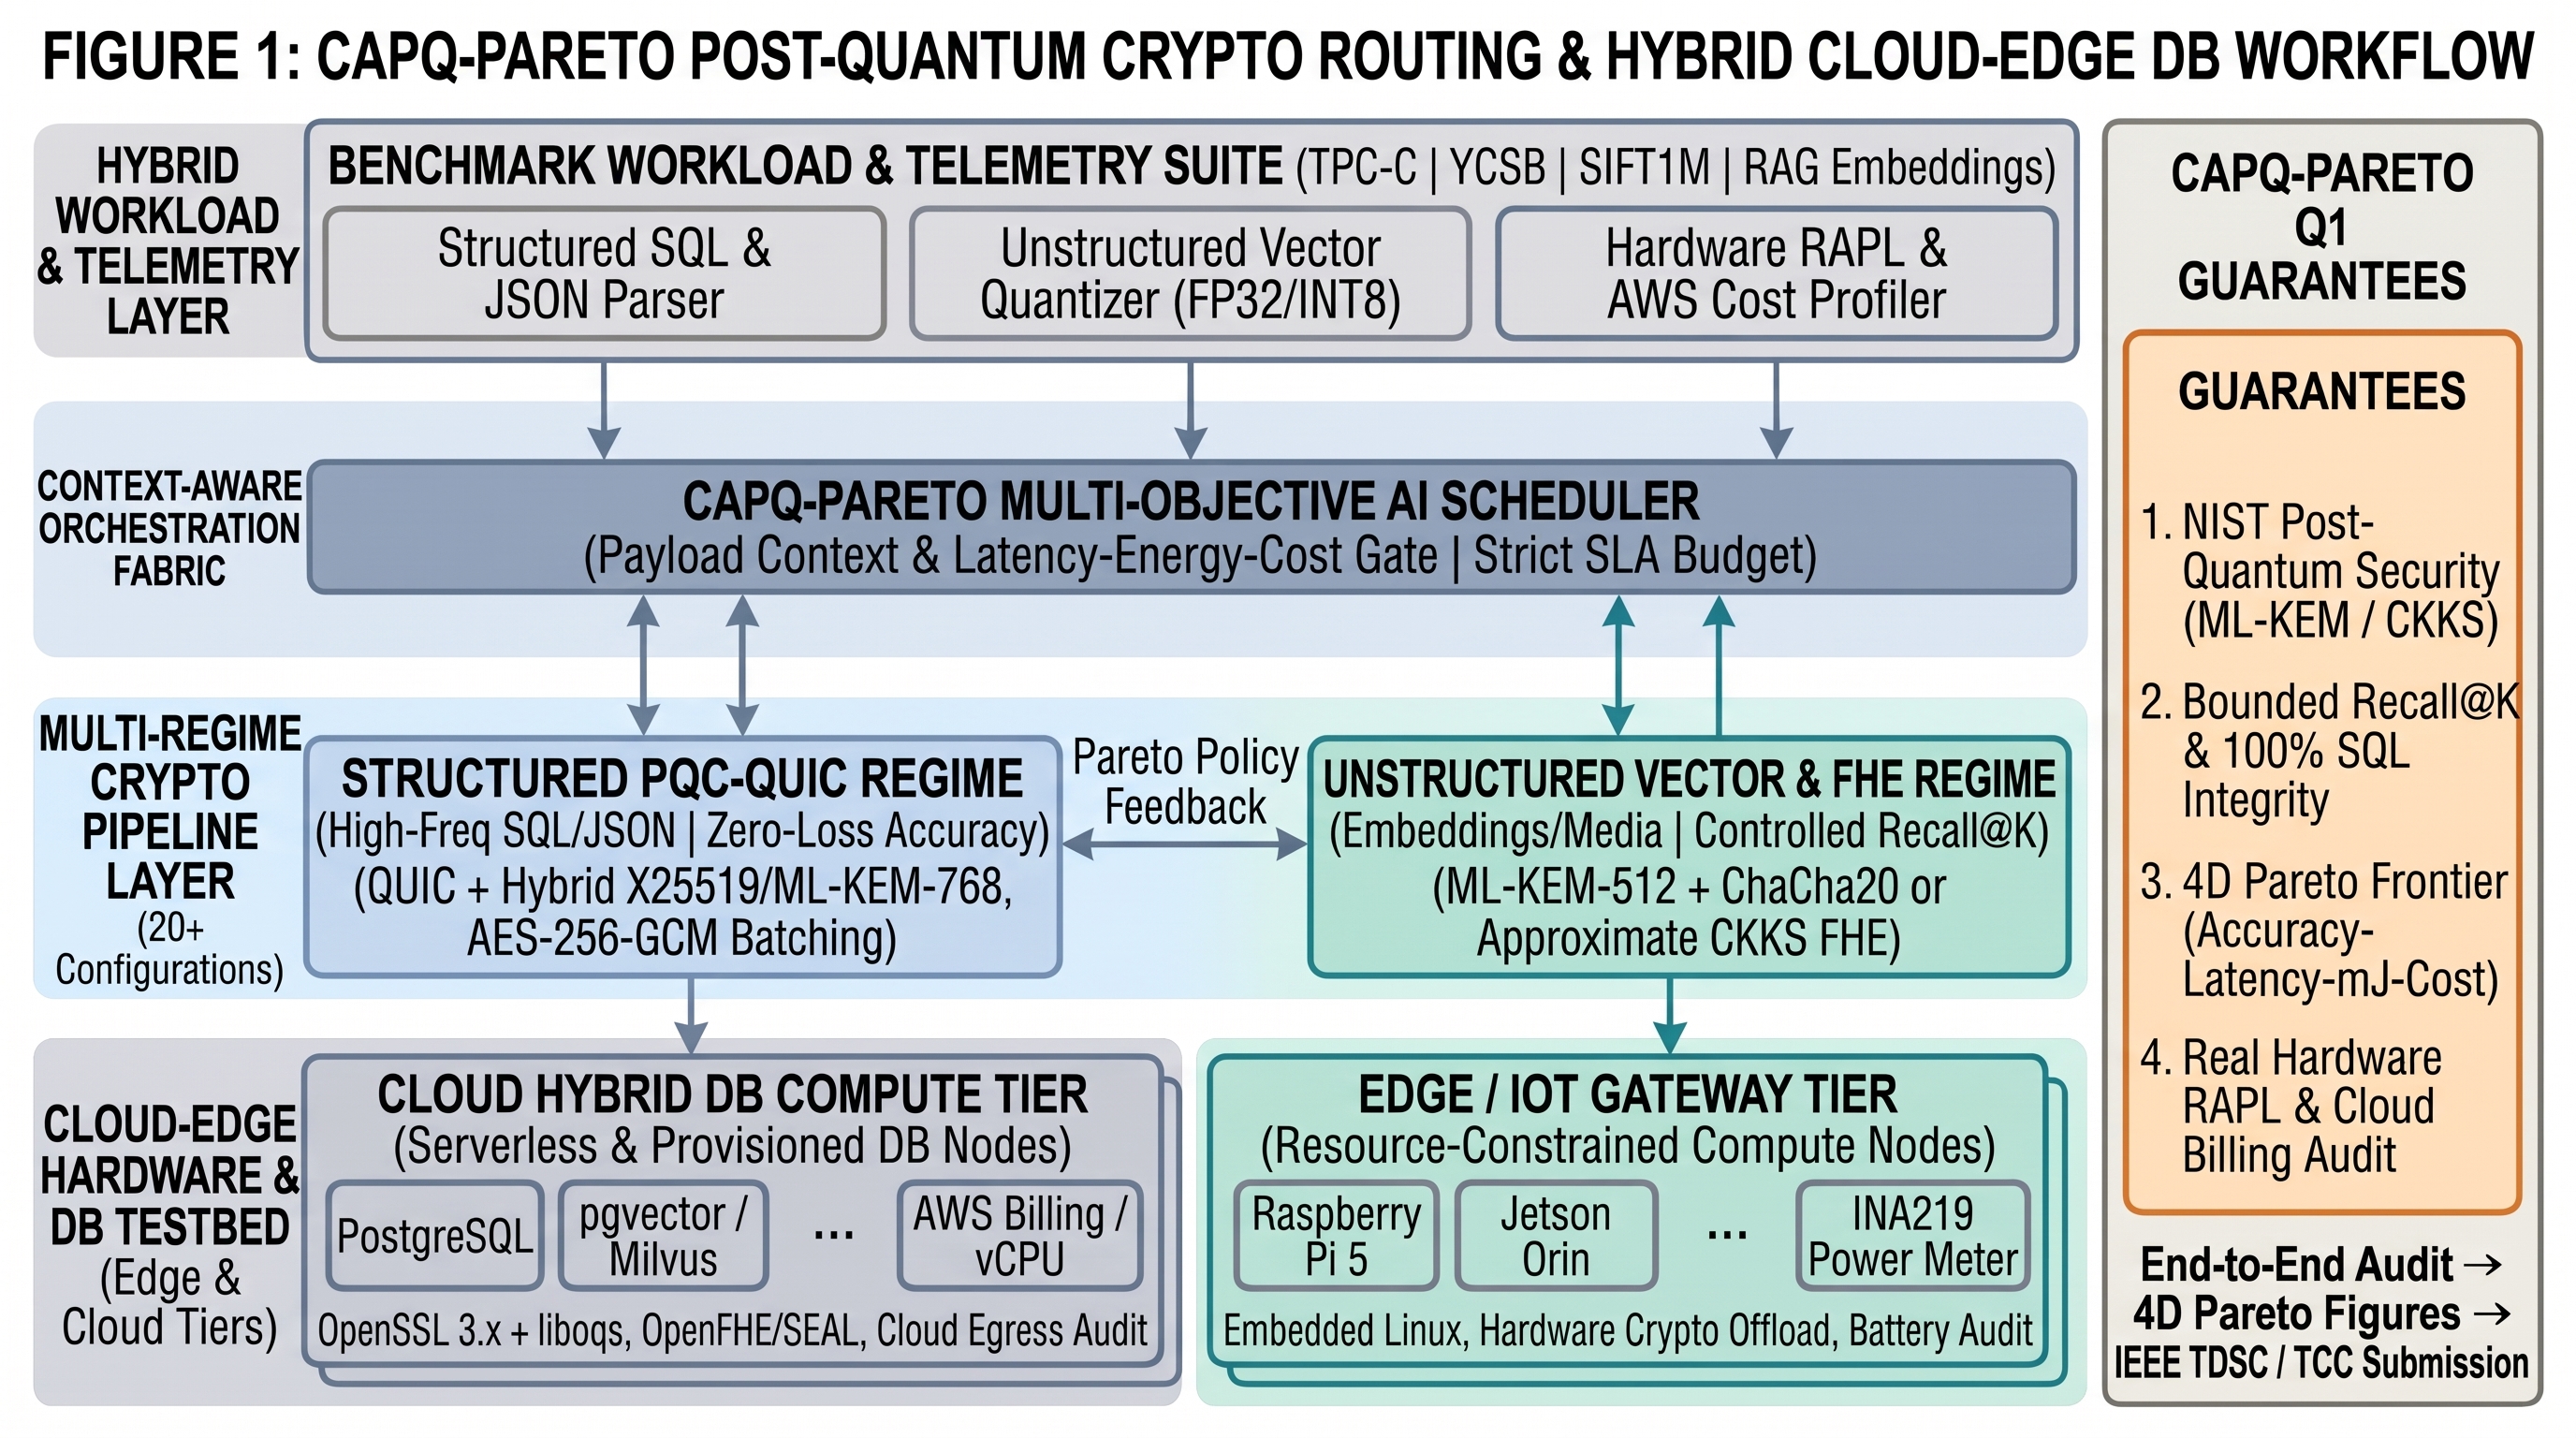 FIGURE 1: CAPQ-PARETO POST-QUANTUM CRYPTO ROUTING & HYBRID CLOUD-EDGE DB WORKFLOW
HYBRID
WORKLOAD
& TELEMETRY
LAYER
BENCHMARK WORKLOAD & TELEMETRY SUITE (TPC-C | YCSB | SIFT1M | RAG Embeddings)
Structured SQL &
JSON Parser
Unstructured Vector
Quantizer (FP32/INT8)
Hardware RAPL &
AWS Cost Profiler
CONTEXT-AWARE
ORCHESTRATION
FABRIC
CAPQ-PARETO MULTI-OBJECTIVE AI SCHEDULER
(Payload Context & Latency-Energy-Cost Gate | Strict SLA Budget)
MULTI-REGIME
CRYPTO
PIPELINE
LAYER
(20+
Configurations)
STRUCTURED PQC-QUIC REGIME
(High-Freq SQL/JSON | Zero-Loss Accuracy)
(QUIC + Hybrid X25519/ML-KEM-768,
AES-256-GCM Batching)
Pareto Policy
Feedback
UNSTRUCTURED VECTOR & FHE REGIME
(Embeddings/Media | Controlled Recall@K)
(ML-KEM-512 + ChaCha20 or
Approximate CKKS FHE)
CLOUD-EDGE
HARDWARE &
DB TESTBED
(Edge &
Cloud Tiers)
CLOUD HYBRID DB COMPUTE TIER
(Serverless & Provisioned DB Nodes)
PostgreSQL
pgvector /
Milvus
...
AWS Billing /
vCPU
OpenSSL 3.x + liboqs, OpenFHE/SEAL, Cloud Egress Audit
EDGE / IOT GATEWAY TIER
(Resource-Constrained Compute Nodes)
Raspberry
Pi 5
Jetson
Orin
...
INA219
Power Meter
Embedded Linux, Hardware Crypto Offload, Battery Audit
CAPQ-PARETO
Q1
GUARANTEES
GUARANTEES
1. NIST Post-
Quantum Security
(ML-KEM / CKKS)
2. Bounded Recall@K
& 100% SQL
Integrity
3. 4D Pareto Frontier
(Accuracy-
Latency-mJ-Cost)
4. Real Hardware
RAPL & Cloud
Billing Audit
End-to-End Audit →
4D Pareto Figures →
IEEE TDSC / TCC Submission